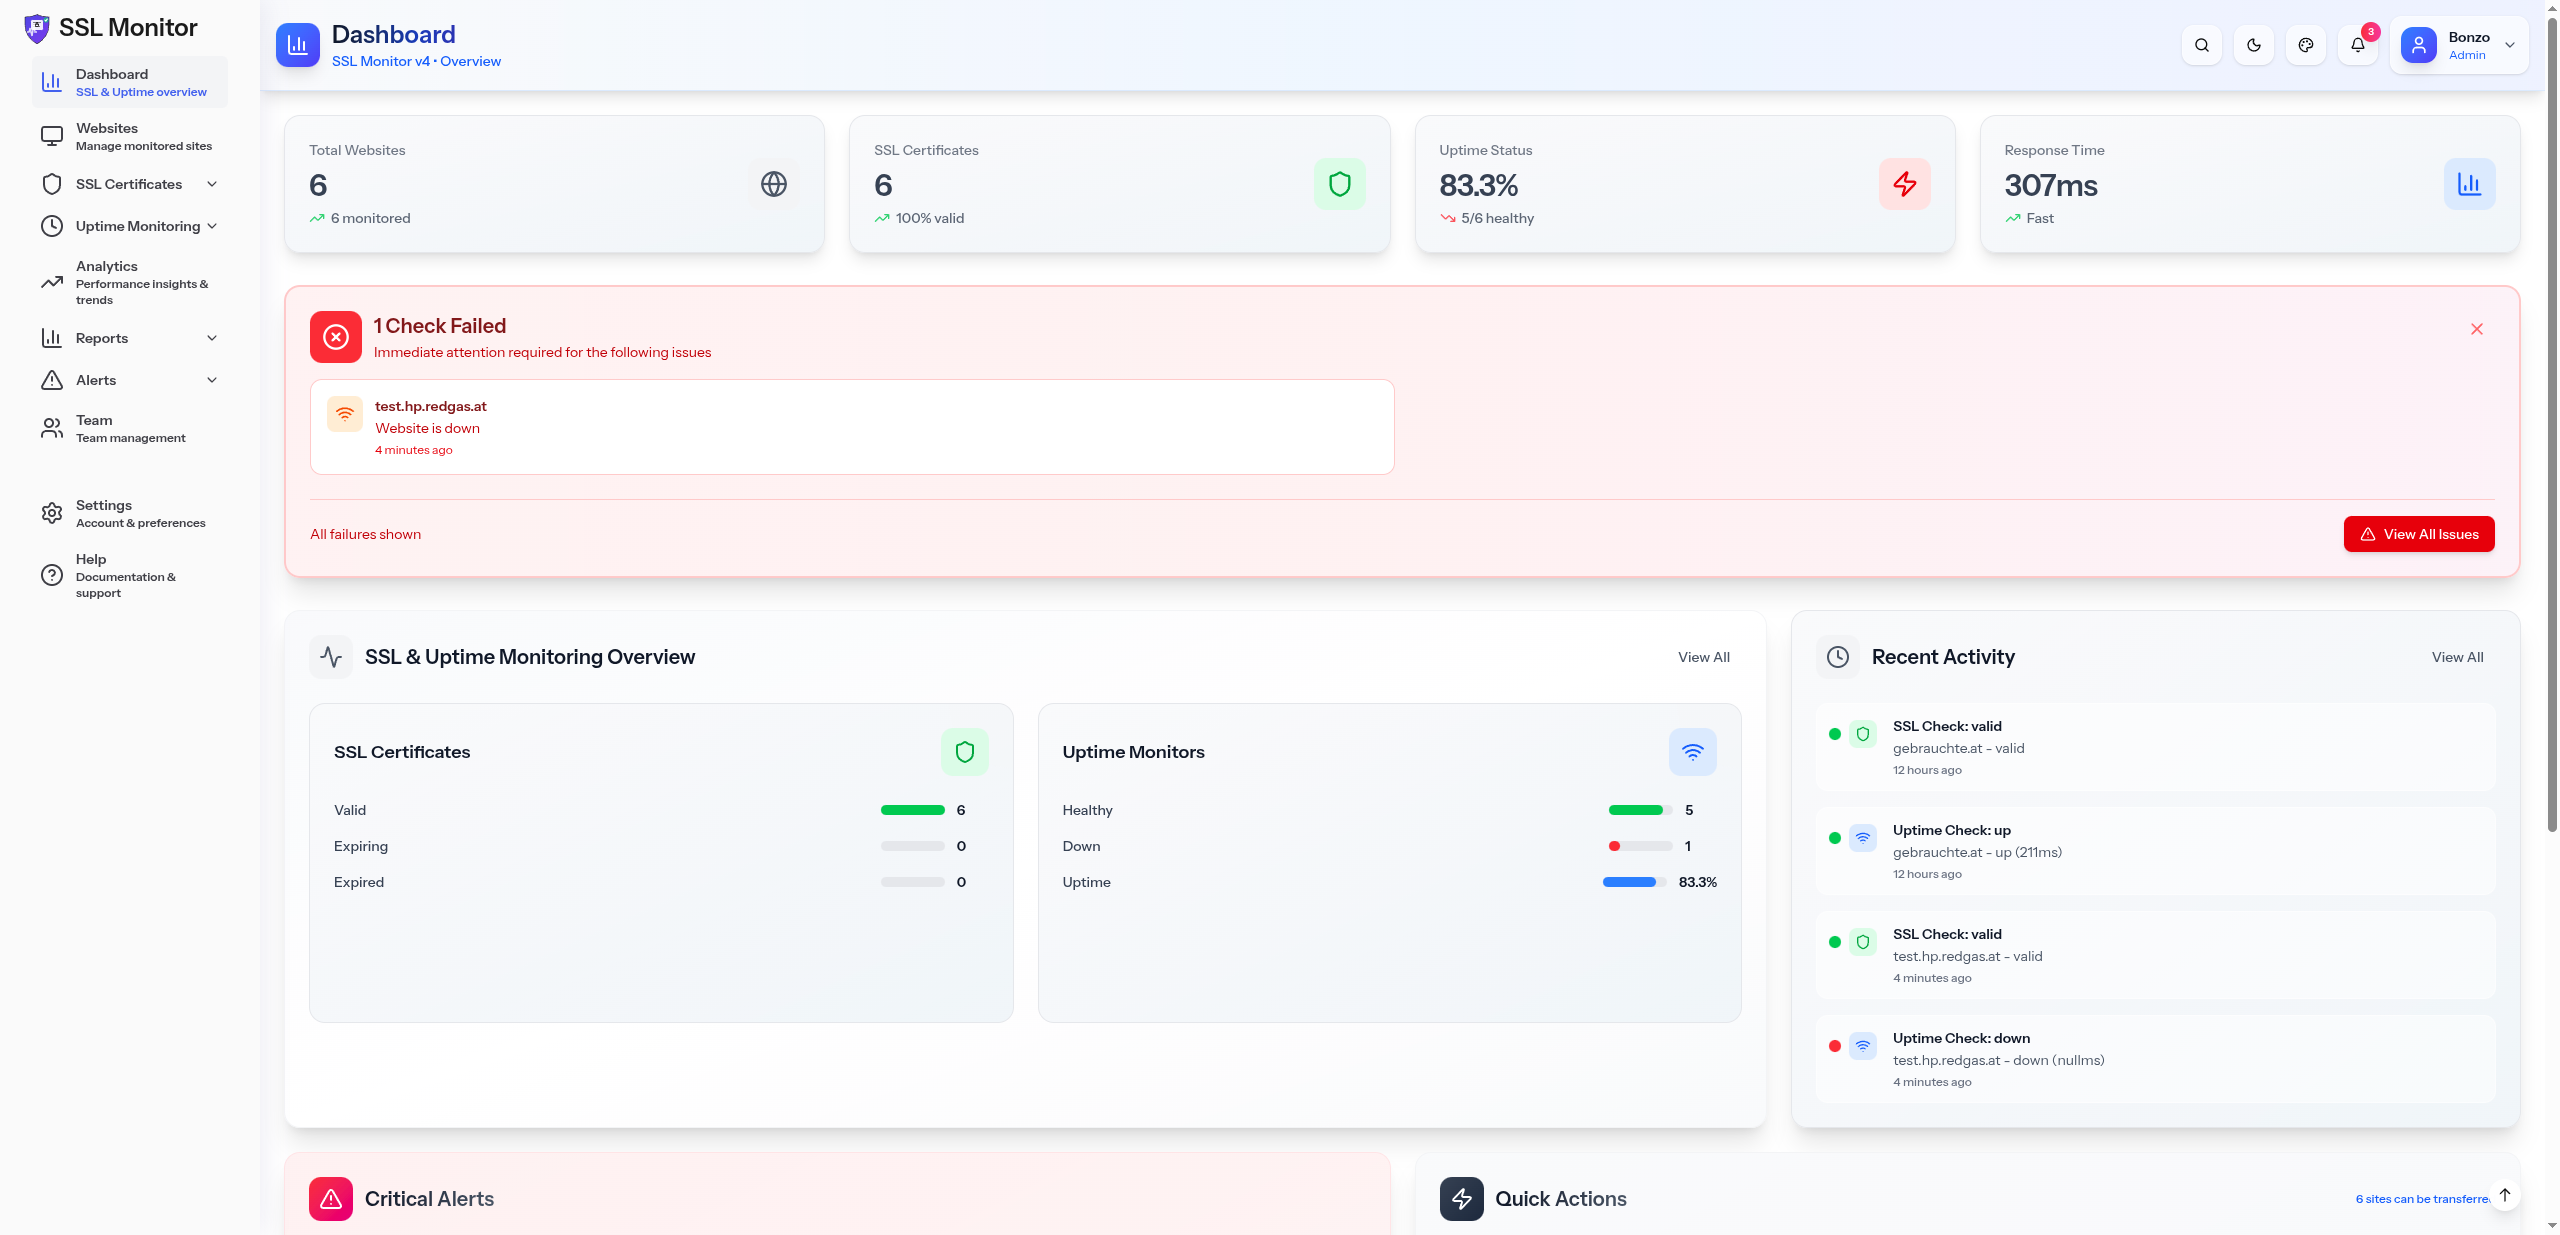 SSL Monitor
Dashboard
SSL & Uptime overview
Websites
Manage monitored sites
SSL Certificates
Uptime Monitoring
Analytics
Performance insights &
trends
Reports
Alerts
Team
Team management
Settings
Account & preferences
Help
Documentation &
support
Dashboard
SSL Monitor v4 • Overview
3
Bonzo
Admin
Total Websites
6
6 monitored
SSL Certificates
6
100% valid
Uptime Status
83.3%
5/6 healthy
Response Time
307ms
Fast
1 Check Failed
Immediate attention required for the following issues
test.hp.redgas.at
Website is down
4 minutes ago
All failures shown
View All Issues
SSL & Uptime Monitoring Overview
View All
SSL Certificates
Valid 6
Expiring 0
Expired 0
Uptime Monitors
Healthy 5
Down 1
Uptime 83.3%
Recent Activity
View All
SSL Check: valid
gebrauchte.at - valid
12 hours ago
Uptime Check: up
gebrauchte.at - up (211ms)
12 hours ago
SSL Check: valid
test.hp.redgas.at - valid
4 minutes ago
Uptime Check: down
test.hp.redgas.at - down (nullms)
4 minutes ago
Critical Alerts
Quick Actions
6 sites can be transferre